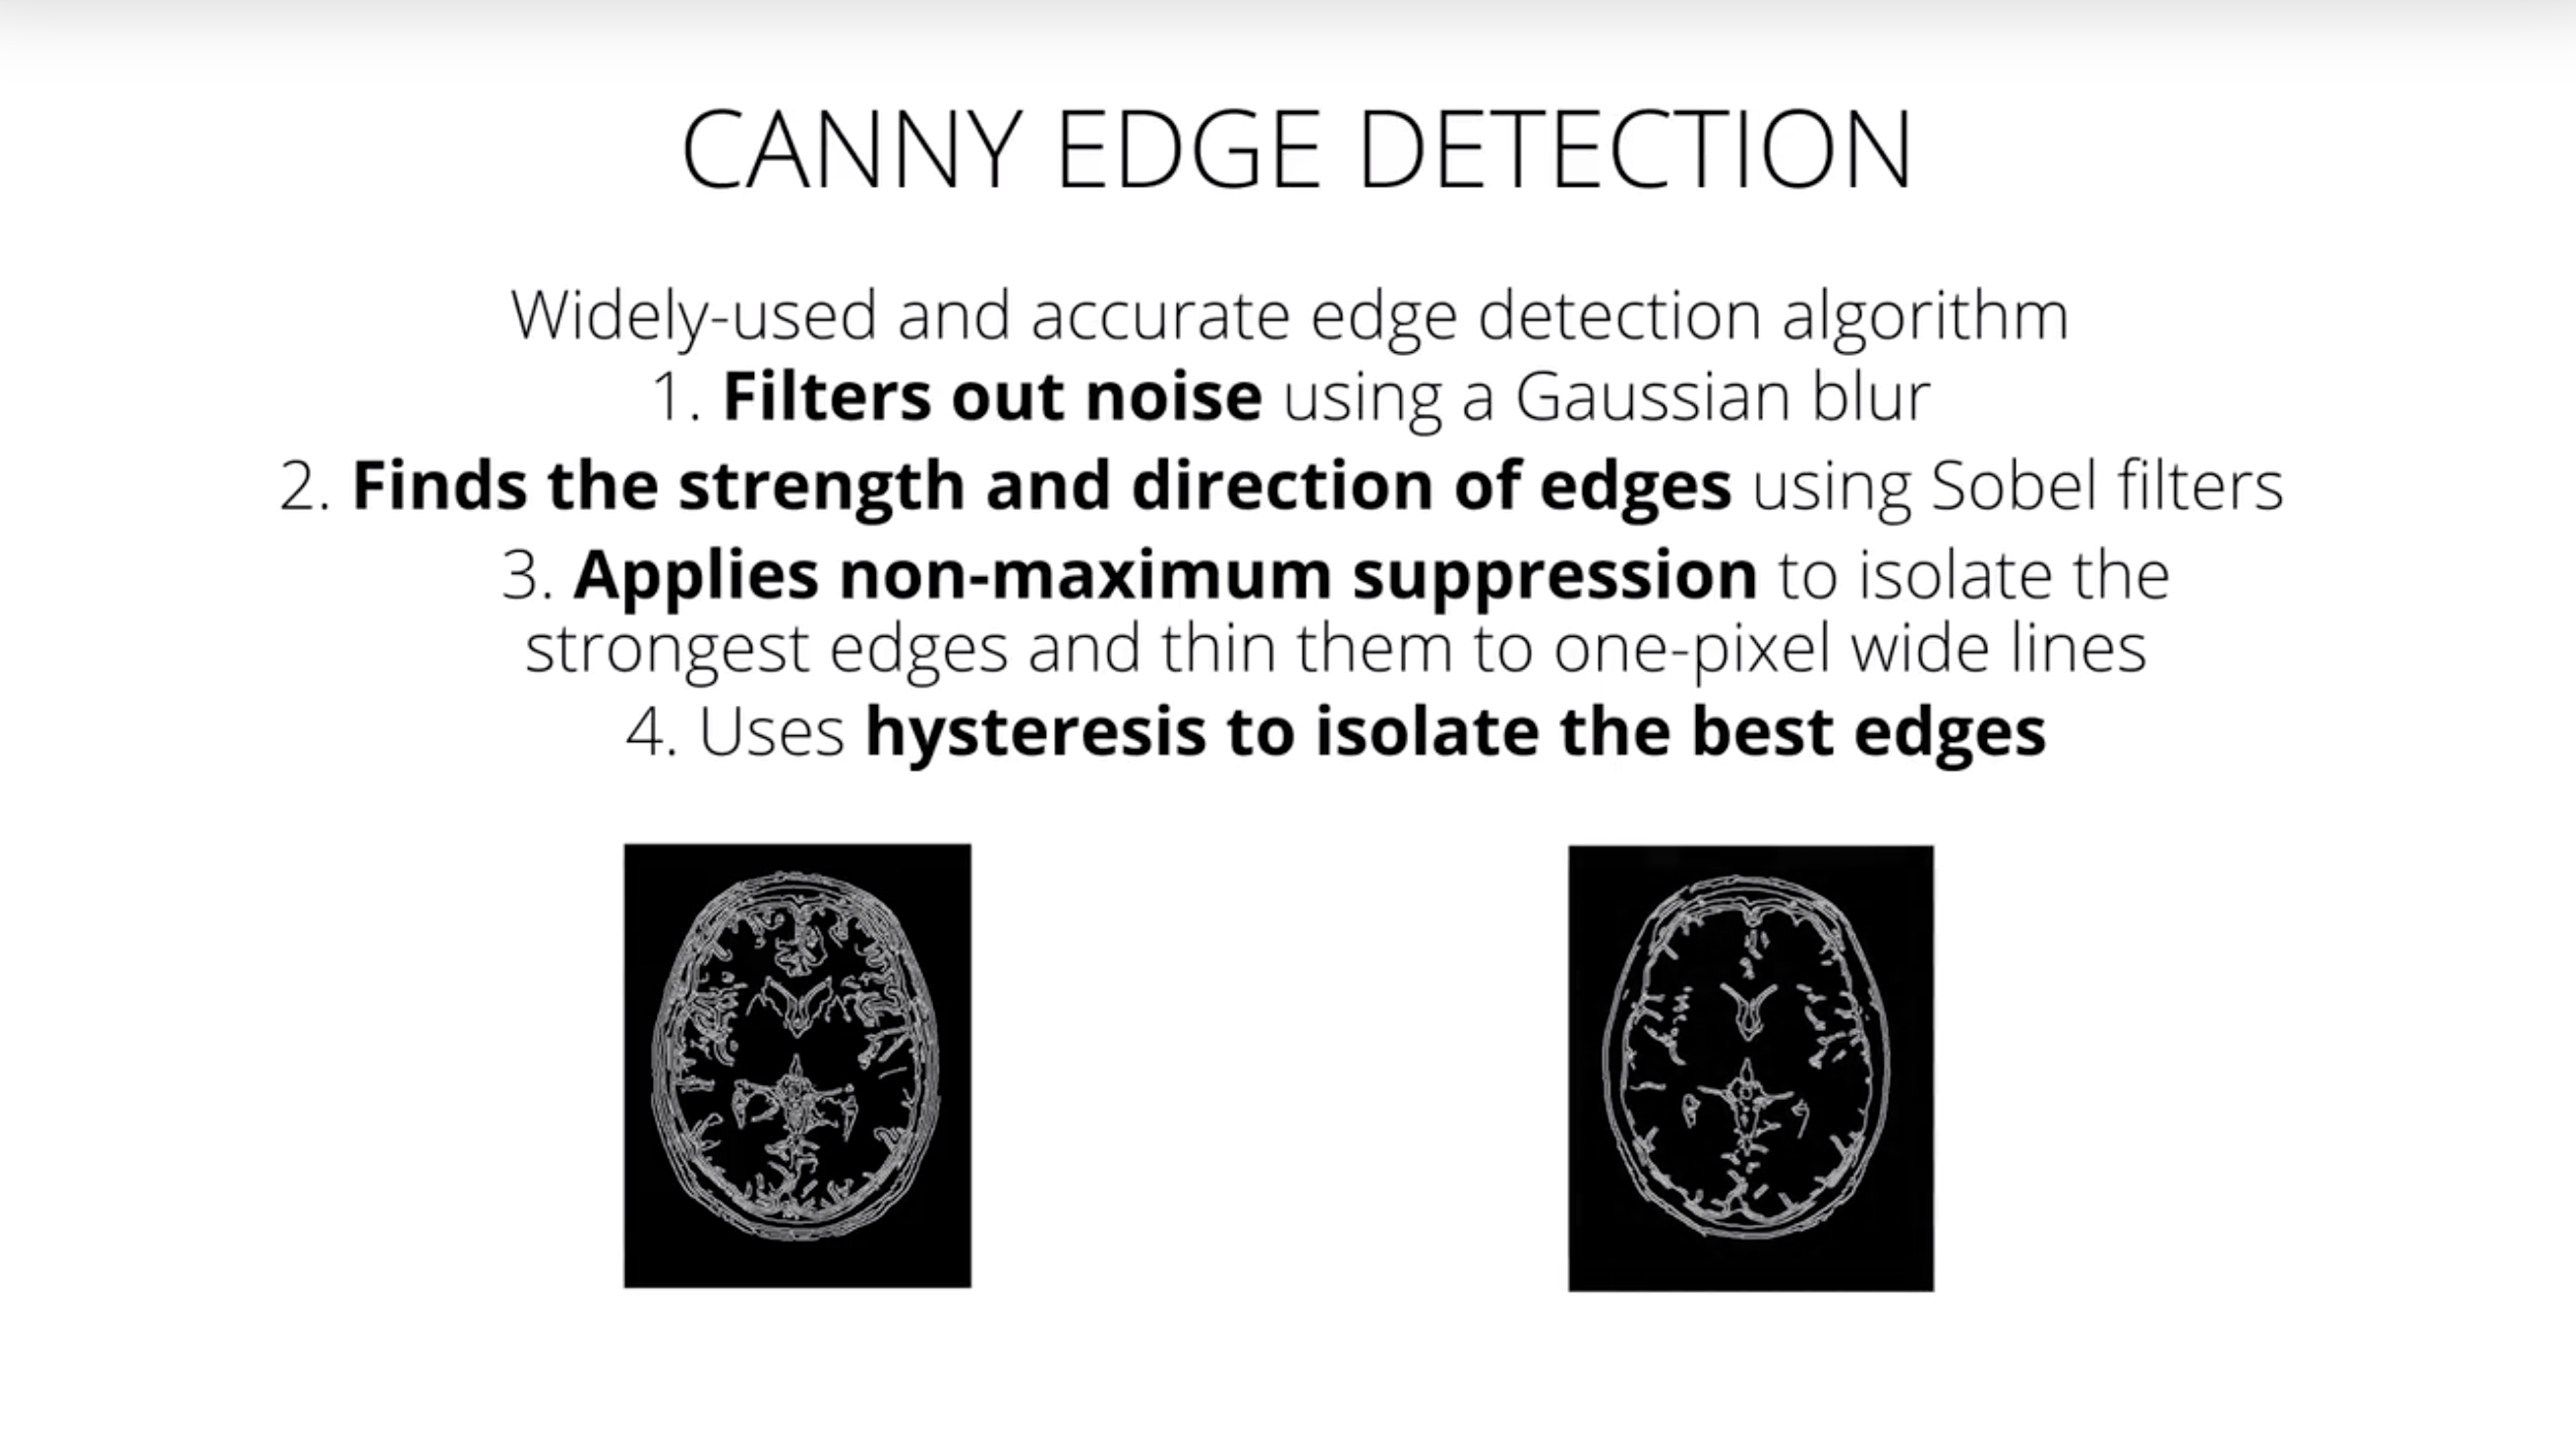 CANNY EDGE DETECTION
Widely-used and accurate edge detection algorithm
1. Filters out noise using a Gaussian blur
2. Finds the strength and direction of edges using Sobel filters
3. Applies non-maximum suppression to isolate the
strongest edges and thin them to one-pixel wide lines
4. Uses hysteresis to isolate the best edges